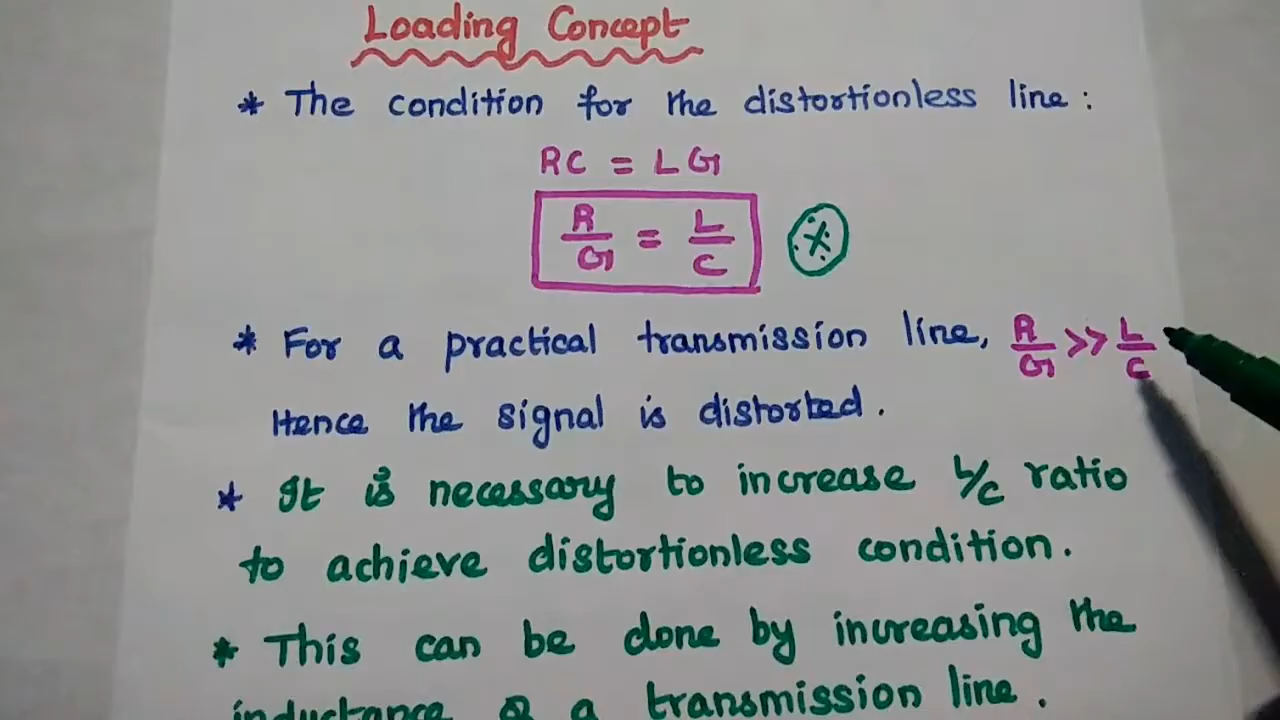 Loading Concept
* The condition for the distortionless line:
RC = LG
R/G = L/C *
* For a practical transmission line, R/G >> L/C
Hence the signal is distorted.
* It is necessary to increase L/C ratio
to achieve distortionless condition.
* This can be done by increasing the
inductance of a transmission line.